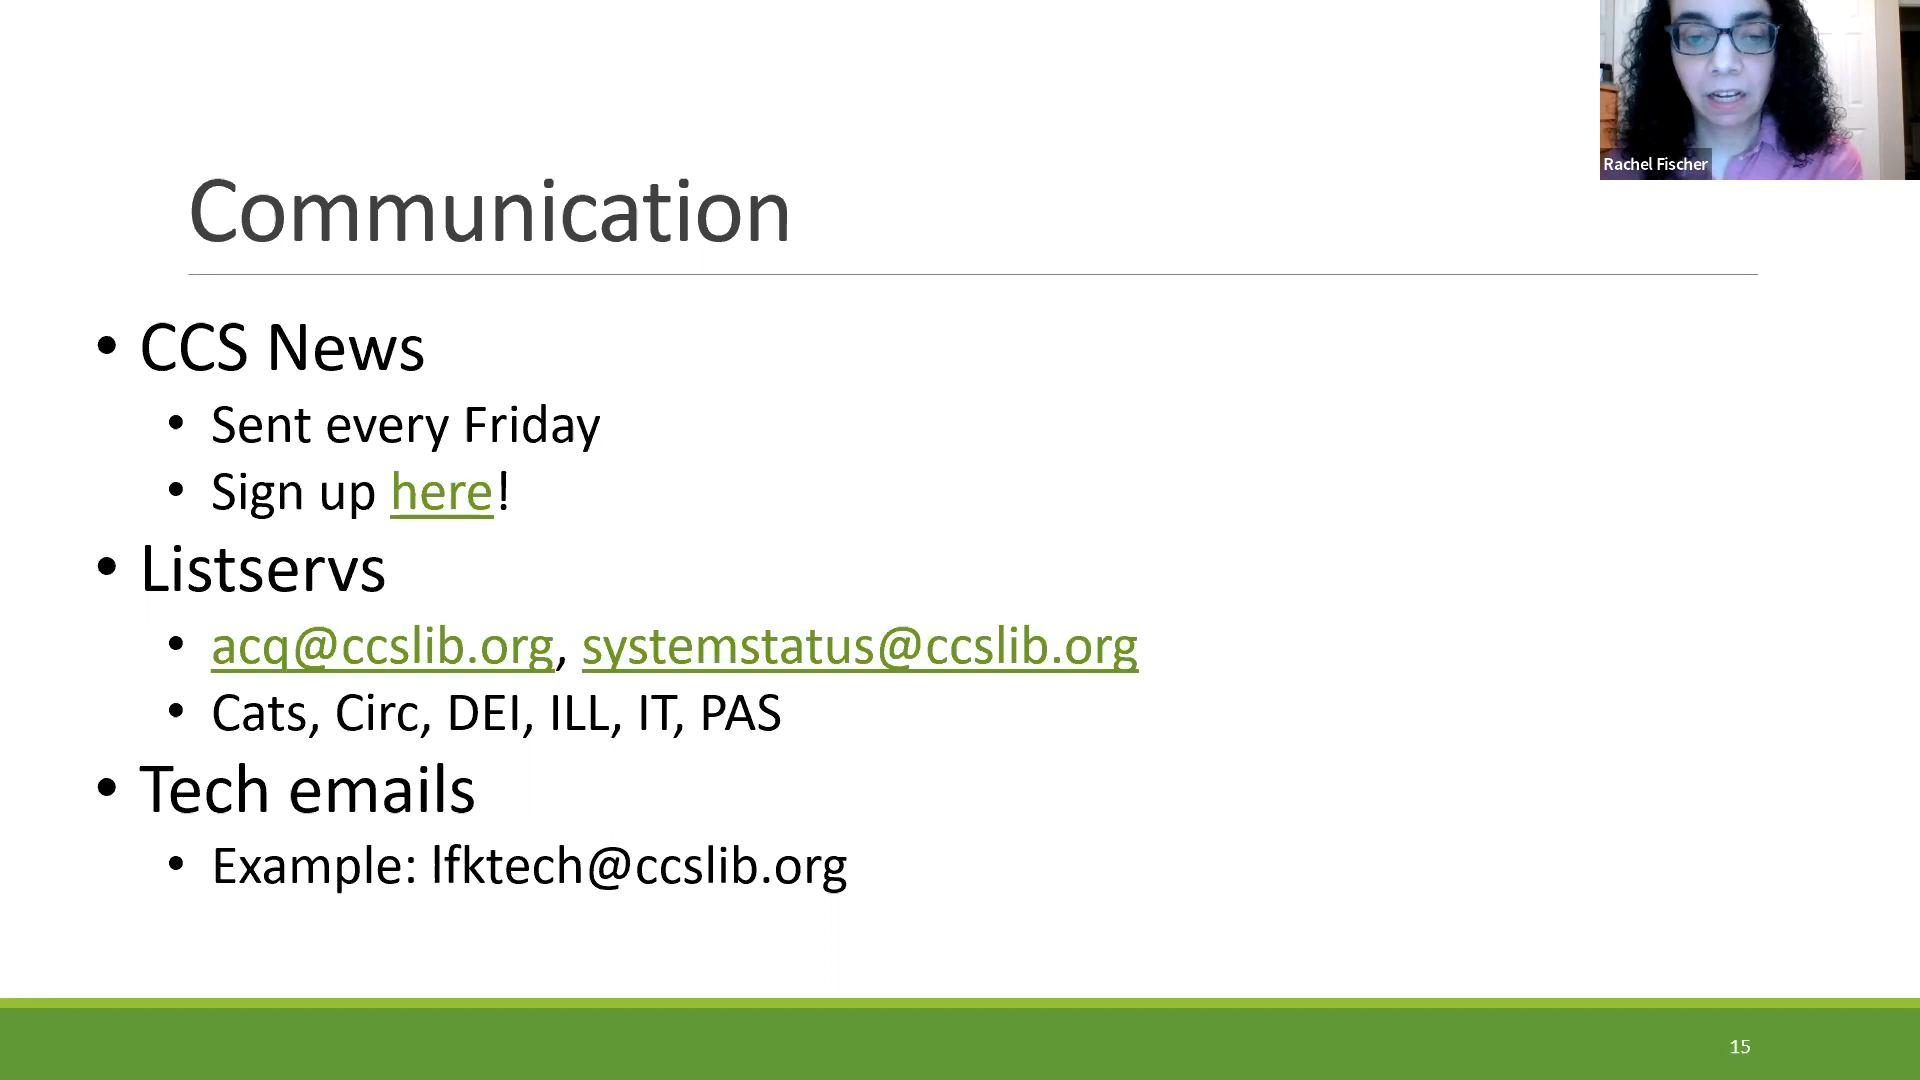 Rachel Fischer
Communication
• CCS News
• Sent every Friday
• Sign up here!
• Listservs
• acq@ccslib.org, systemstatus@ccslib.org
• Cats, Circ, DEI, ILL, IT, PAS
• Tech emails
• Example: lfktech@ccslib.org
15